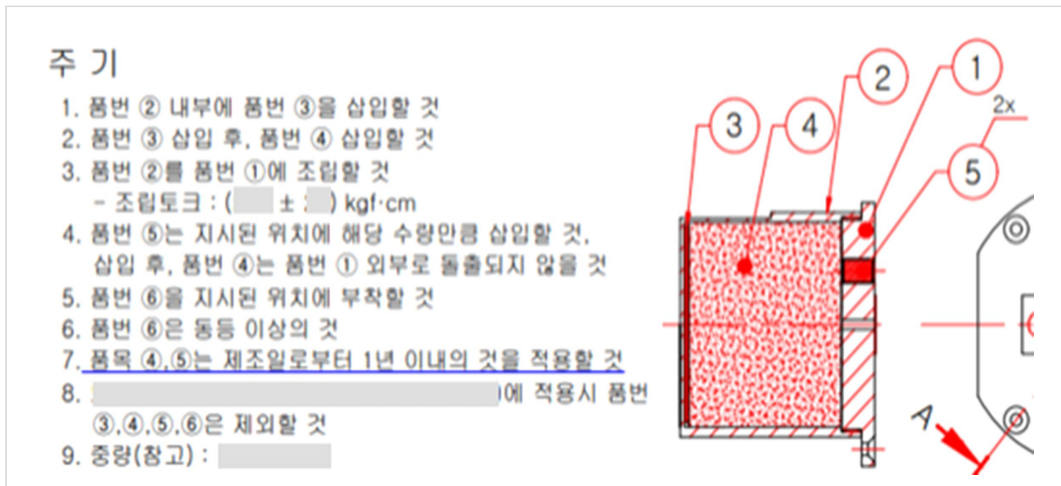 주 기
1. 품번 ② 내부에 품번 ③을 삽입할 것
2. 품번 ③ 삽입 후, 품번 ④ 삽입할 것
3. 품번 ②를 품번 ①에 조립할 것
- 조립토크 : ( ± ) kgf·cm
4. 품번 ⑤는 지시된 위치에 해당 수량만큼 삽입할 것,
삽입 후, 품번 ④는 품번 ① 외부로 돌출되지 않을 것
5. 품번 ⑥을 지시된 위치에 부착할 것
6. 품번 ⑥은 동등 이상의 것
7. 품목 ④,⑤는 제조일로부터 1년 이내의 것을 적용할 것
8. )에 적용시 품번
③,④,⑤,⑥은 제외할 것
9. 중량(참고) :
1
2
2x
3
4
5
A